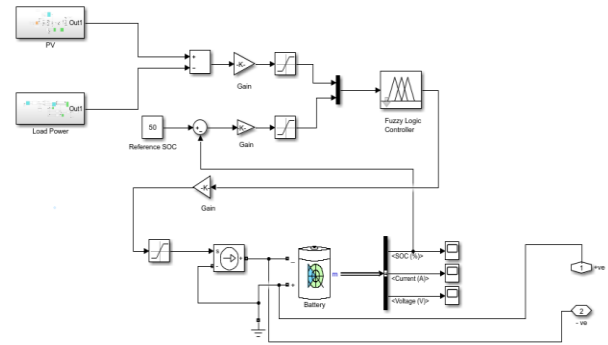 Out1
PV
+
−
-K-
Gain
Out1
Load Power
50
Reference SOC
+
−
-K-
Gain
Fuzzy Logic
Controller
-K-
Gain
s
+
-
−
+
m
Battery
<SOC (%)>
<Current (A)>
<Voltage (V)>
1
+ve
2
- ve